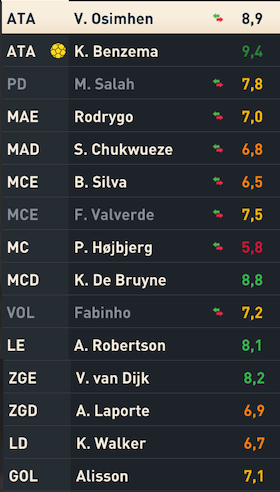 ATA V. Osimhen 8,9
ATA K. Benzema 9,4
PD M. Salah 7,8
MAE Rodrygo 7,0
MAD S. Chukwueze 6,8
MCE B. Silva 6,5
MCE F. Valverde 7,5
MC P. Højbjerg 5,8
MCD K. De Bruyne 8,8
VOL Fabinho 7,2
LE A. Robertson 8,1
ZGE V. van Dijk 8,2
ZGD A. Laporte 6,9
LD K. Walker 6,7
GOL Alisson 7,1